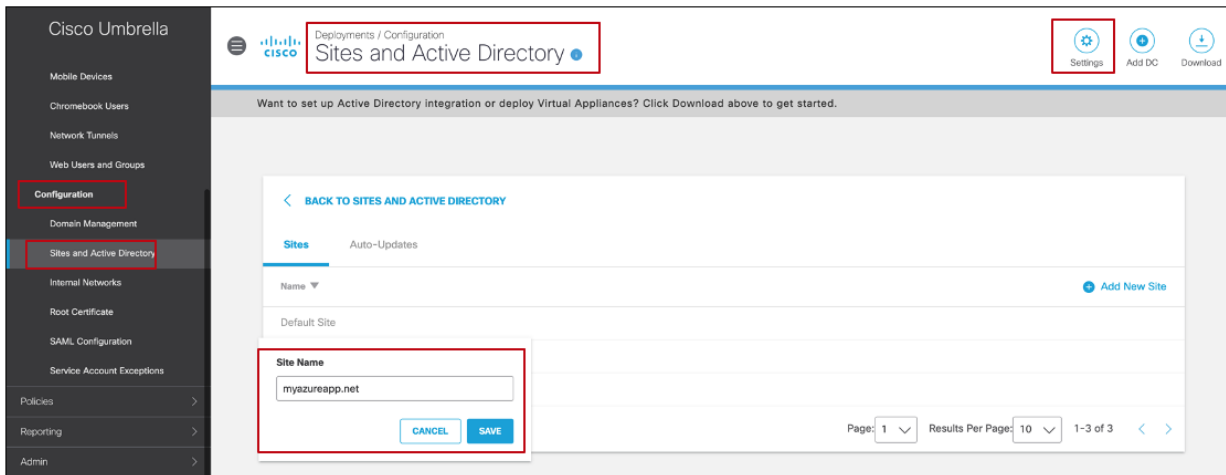 Cisco Umbrella
Mobile Devices
Chromebook Users
Network Tunnels
Web Users and Groups
Configuration
Domain Management
Sites and Active Directory
Internal Networks
Root Certificate
SAML Configuration
Service Account Exceptions
Policies
Reporting
Admin
CISCO
Deployments / Configuration
Sites and Active Directory
Settings
Add DC
Download
Want to set up Active Directory integration or deploy Virtual Appliances? Click Download above to get started.
BACK TO SITES AND ACTIVE DIRECTORY
Sites Auto-Updates
Name
Add New Site
Default Site
Site Name
myazureapp.net
CANCEL SAVE
Page: 1 Results Per Page: 10 1-3 of 3